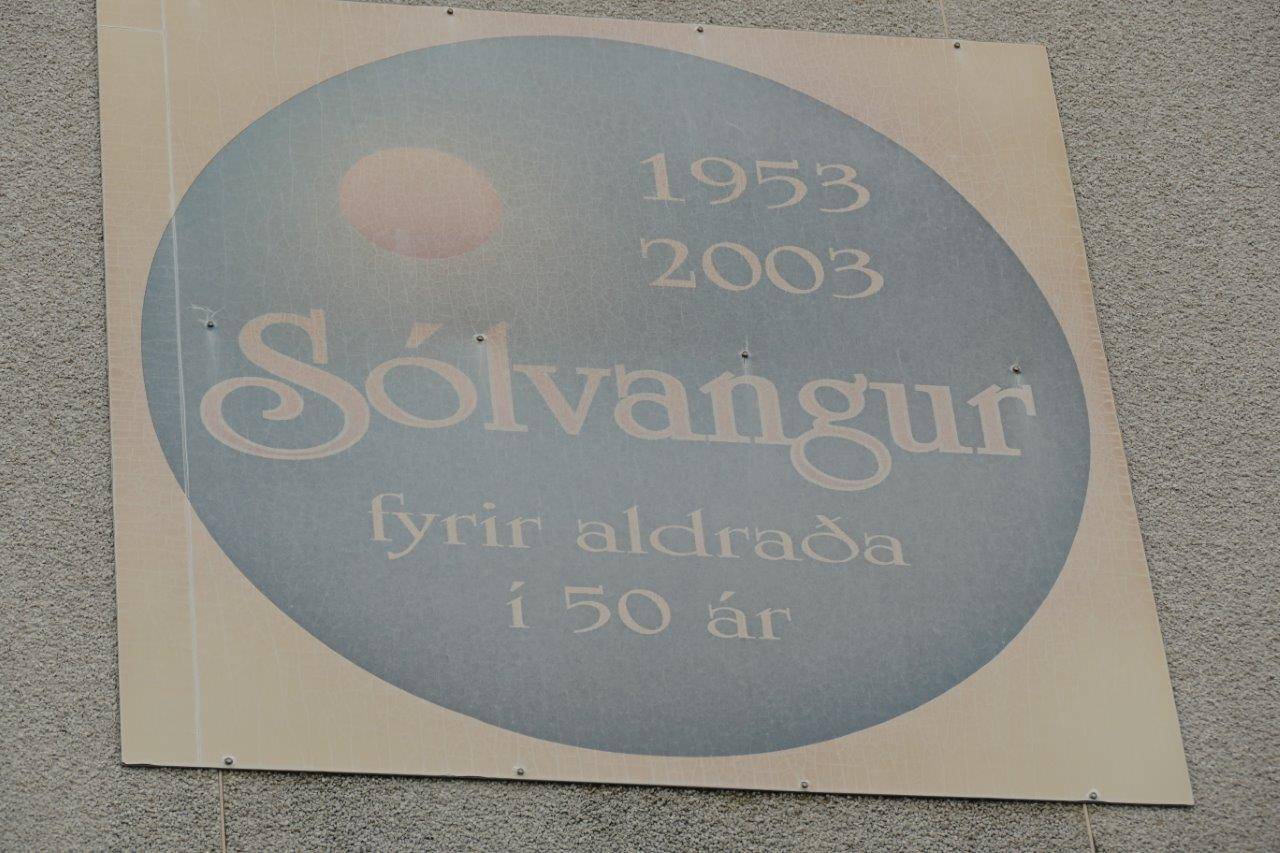 1953
2003
Sólvangur
fyrir aldraða
í 50 ár